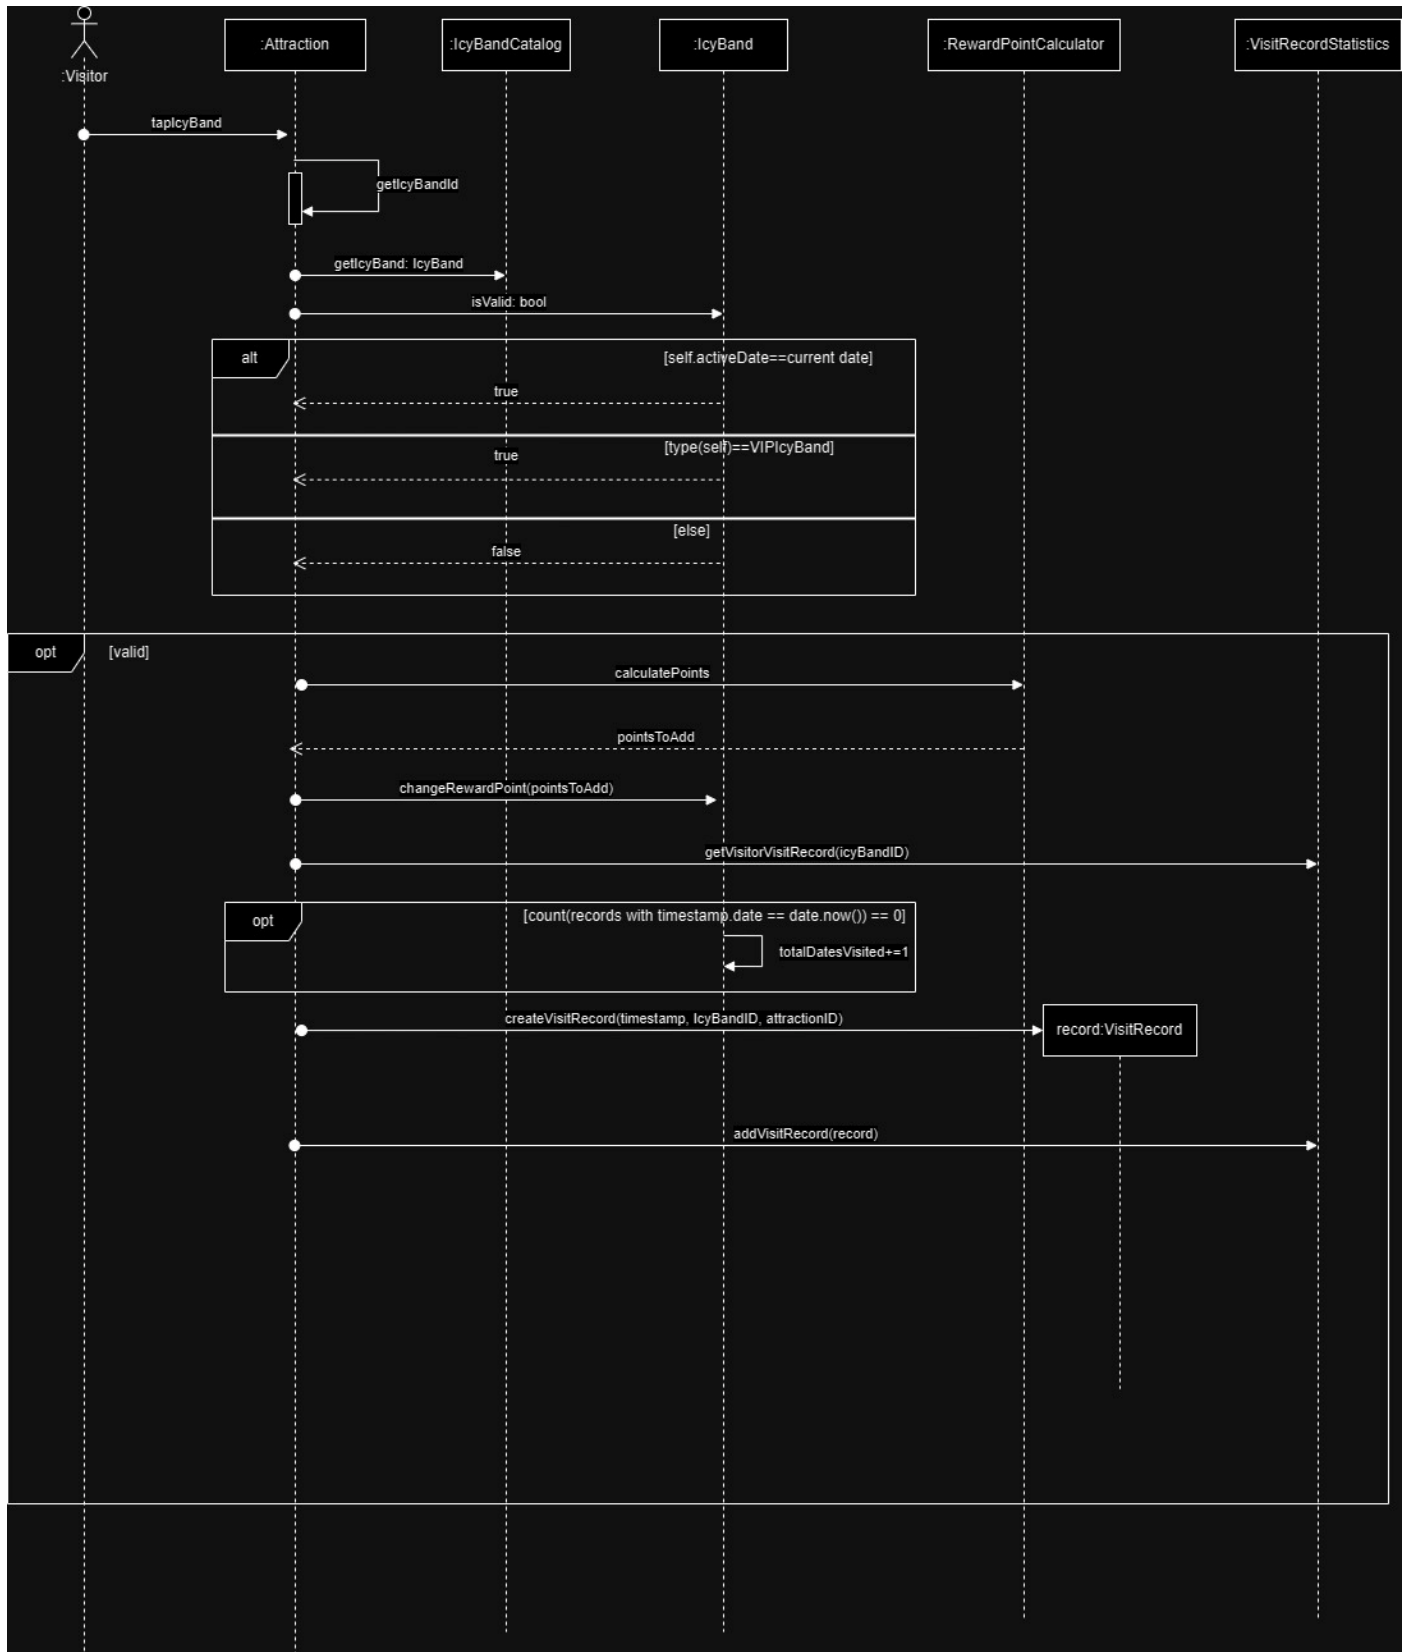 :Visitor
:Attraction
:IcyBandCatalog
:IcyBand
:RewardPointCalculator
:VisitRecordStatistics
tapIcyBand
getIcyBandId
getIcyBand: IcyBand
isValid: bool
alt
[self.activeDate==current date]
true
[type(self)==VIPIcyBand]
true
[else]
false
opt
[valid]
calculatePoints
pointsToAdd
changeRewardPoint(pointsToAdd)
getVisitorVisitRecord(icyBandID)
opt
[count(records with timestamp.date == date.now()) == 0]
totalDatesVisited+=1
createVisitRecord(timestamp, IcyBandID, attractionID)
record:VisitRecord
addVisitRecord(record)